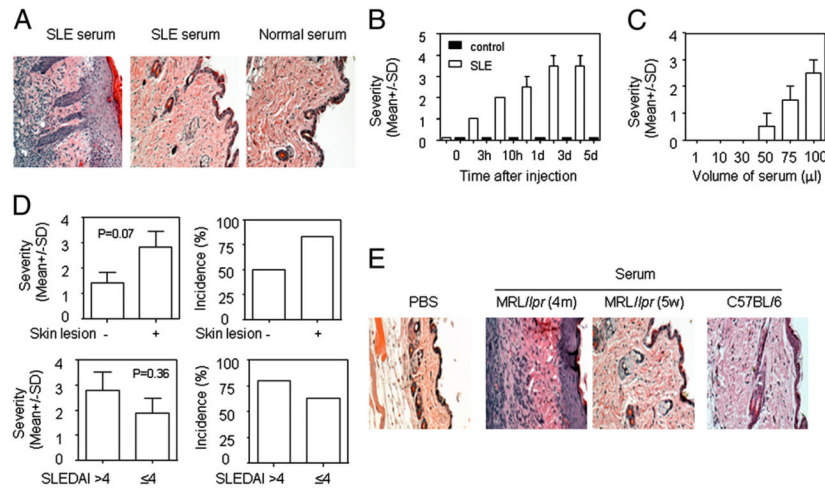 A
SLE serum
SLE serum
Normal serum
B
Severity
(Mean+/-SD)
5
4
3
2
1
0
control
SLE
0
3h
10h
1d
3d
5d
Time after injection
C
Severity
(Mean+/-SD)
4
3
2
1
0
1
10
30
50
75
100
Volume of serum (µl)
D
Severity
(Mean+/-SD)
4
3
2
1
0
P=0.07
Skin lesion
-
+
Incidence (%)
100
75
50
25
0
Skin lesion
-
+
Severity
(Mean+/-SD)
4
3
2
1
0
P=0.36
SLEDAI >4
≤4
Incidence (%)
100
75
50
25
0
SLEDAI >4
≤4
E
Serum
PBS
MRL/lpr (4m)
MRL/lpr (5w)
C57BL/6